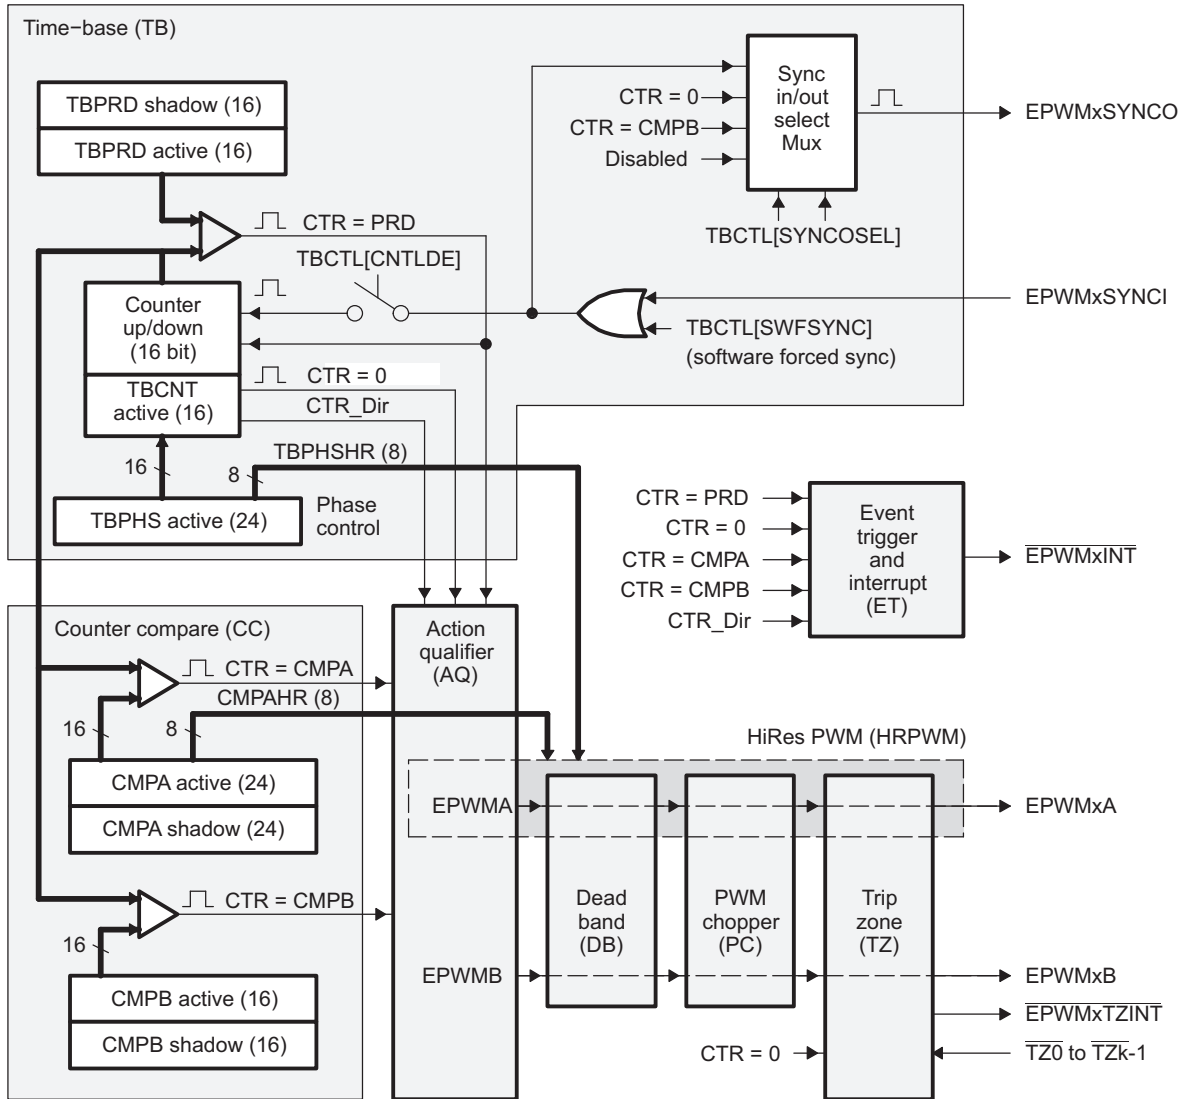 Time−base (TB)
TBPRD shadow (16)
TBPRD active (16)
CTR = PRD
TBCTL[CNTLDE]
Counter
up/down
(16 bit)
TBCNT
active (16)
CTR = 0
CTR_Dir
16
8
TBPHSHR (8)
TBPHS active (24)
Phase
control
CTR = 0
CTR = CMPB
Disabled
Sync
in/out
select
Mux
TBCTL[SYNCOSEL]
EPWMxSYNCO
EPWMxSYNCI
TBCTL[SWFSYNC]
(software forced sync)
CTR = PRD
CTR = 0
CTR = CMPA
CTR = CMPB
CTR_Dir
Event
trigger
and
interrupt
(ET)
EPWMxINT
Counter compare (CC)
CTR = CMPA
CMPAHR (8)
16
8
CMPA active (24)
CMPA shadow (24)
CTR = CMPB
16
CMPB active (16)
CMPB shadow (16)
Action
qualifier
(AQ)
HiRes PWM (HRPWM)
EPWMA
EPWMB
Dead
band
(DB)
PWM
chopper
(PC)
Trip
zone
(TZ)
CTR = 0
EPWMxA
EPWMxB
EPWMxTZINT
TZ0 to TZk-1